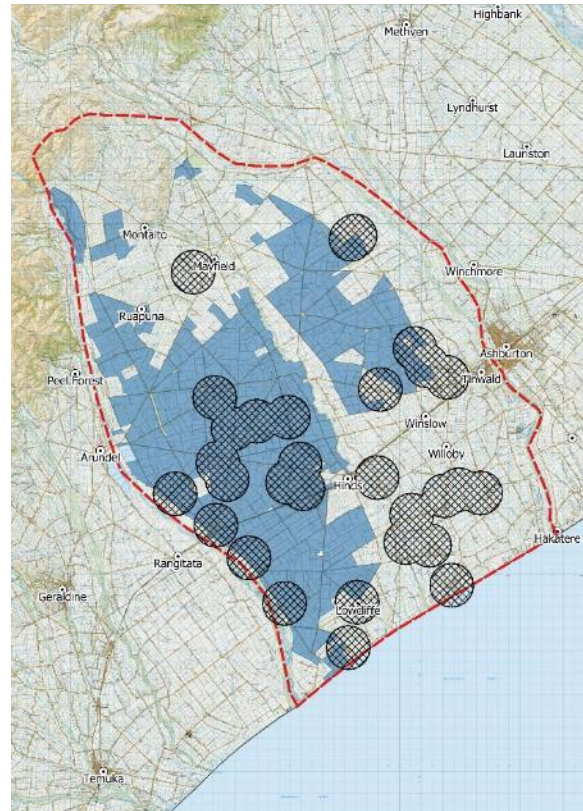 Highbank
Methven
Lyndhurst
Lauriston
Montalto
Mayfield
Winchmore
Ruapuna
Ashburton
Peel Forest
Tinwald
Winslow
Arundel
Willoby
Hinds
Hakatere
Rangitata
Geraldine
Lowcliffe
Temuka